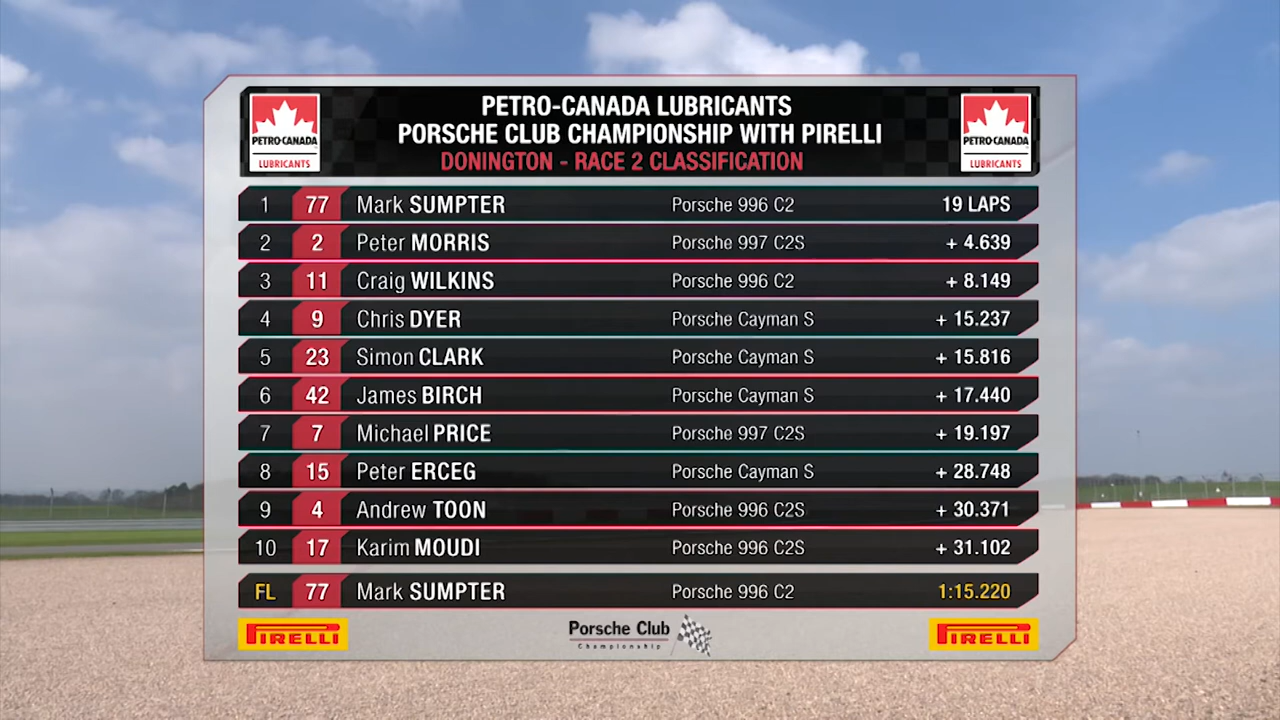 PETRO-CANADA LUBRICANTS
PORSCHE CLUB CHAMPIONSHIP WITH PIRELLI
DONINGTON - RACE 2 CLASSIFICATION
PETRO-CANADA
LUBRICANTS
PETRO-CANADA
LUBRICANTS
1 77 Mark SUMPTER Porsche 996 C2 19 LAPS
2 2 Peter MORRIS Porsche 997 C2S + 4.639
3 11 Craig WILKINS Porsche 996 C2 + 8.149
4 9 Chris DYER Porsche Cayman S + 15.237
5 23 Simon CLARK Porsche Cayman S + 15.816
6 42 James BIRCH Porsche Cayman S + 17.440
7 7 Michael PRICE Porsche 997 C2S + 19.197
8 15 Peter ERCEG Porsche Cayman S + 28.748
9 4 Andrew TOON Porsche 996 C2S + 30.371
10 17 Karim MOUDI Porsche 996 C2S + 31.102
FL 77 Mark SUMPTER Porsche 996 C2 1:15.220
PIRELLI
Porsche Club
Championship
PIRELLI